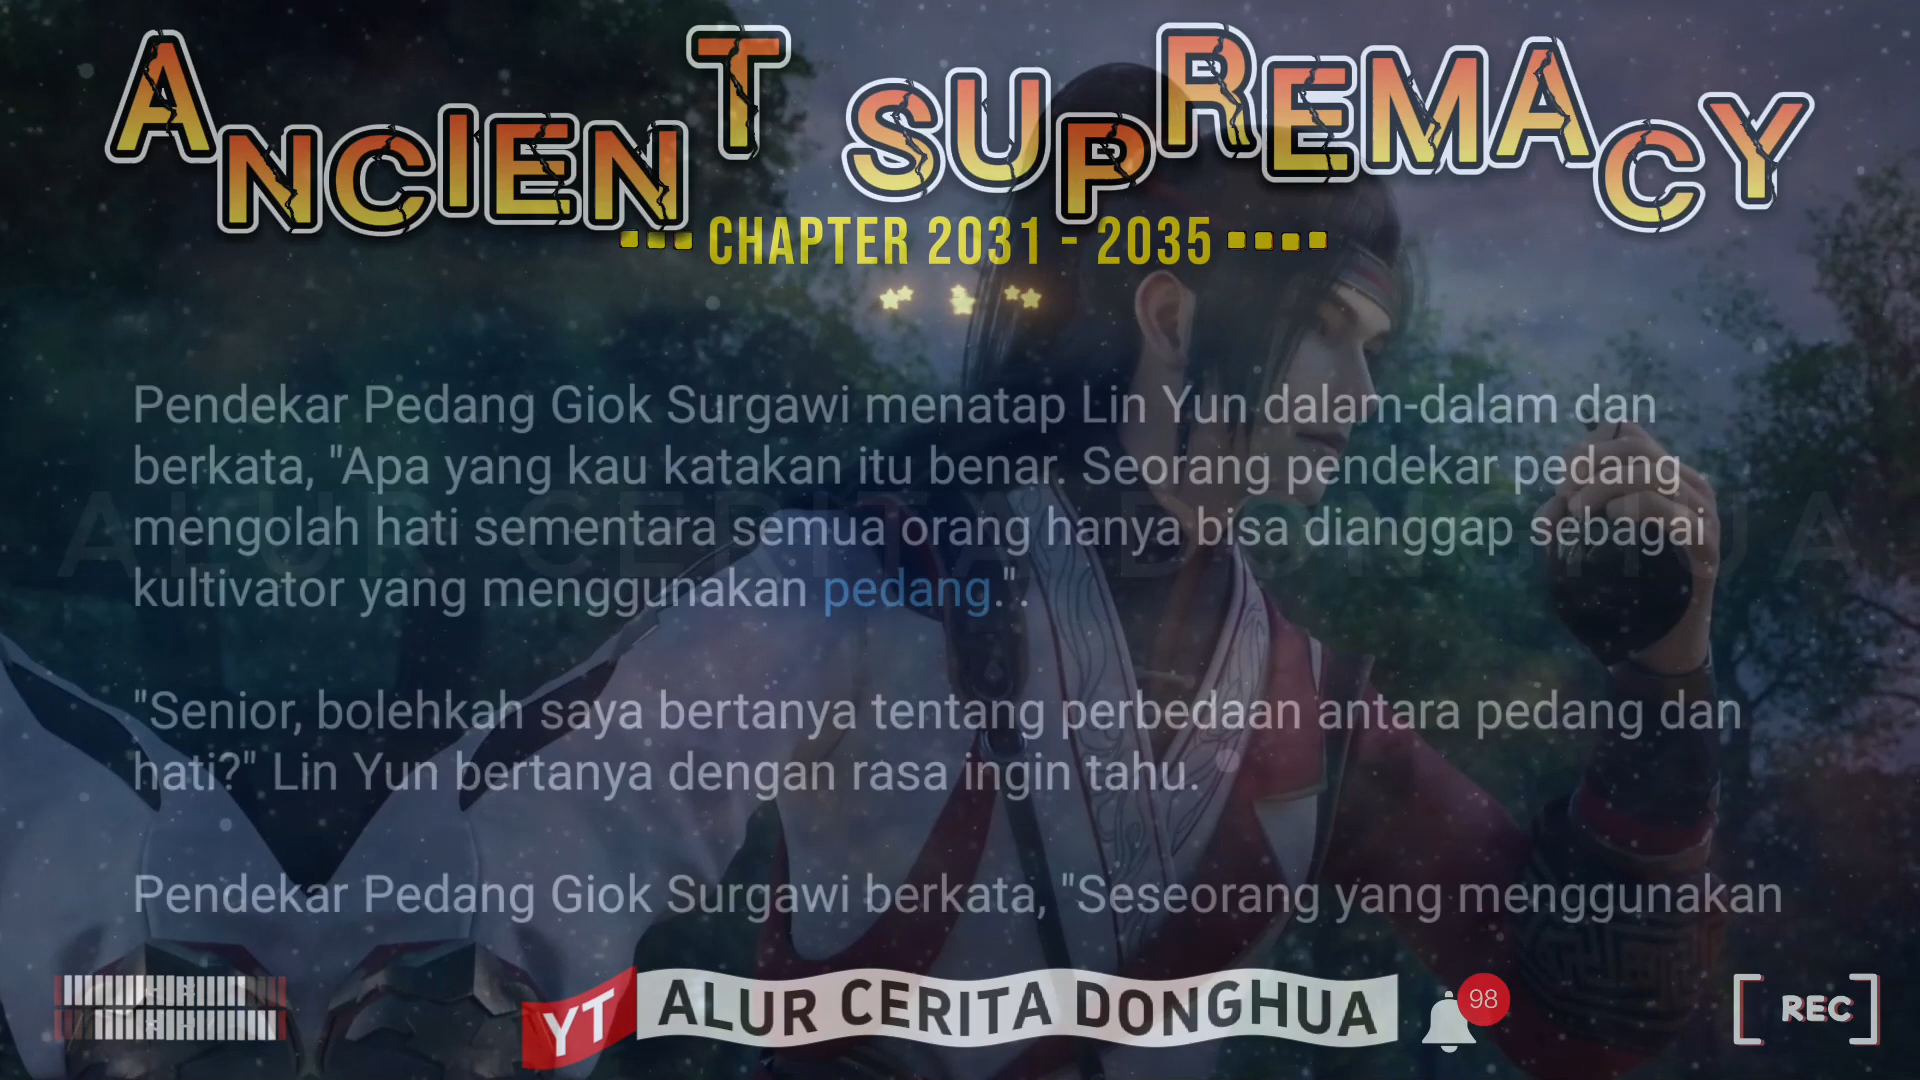 ANCIENT SUPREMACY
CHAPTER 2031 - 2035
Pendekar Pedang Giok Surgawi menatap Lin Yun dalam-dalam dan
berkata, "Apa yang kau katakan itu benar. Seorang pendekar pedang
mengolah hati sementara semua orang hanya bisa dianggap sebagai
ALUR CERITA DONGHUA
kultivator yang menggunakan pedang.".
"Senior, bolehkah saya bertanya tentang perbedaan antara pedang dan
hati?" Lin Yun bertanya dengan rasa ingin tahu.
Pendekar Pedang Giok Surgawi berkata, "Seseorang yang menggunakan
YT ALUR CERITA DONGHUA
98
REC